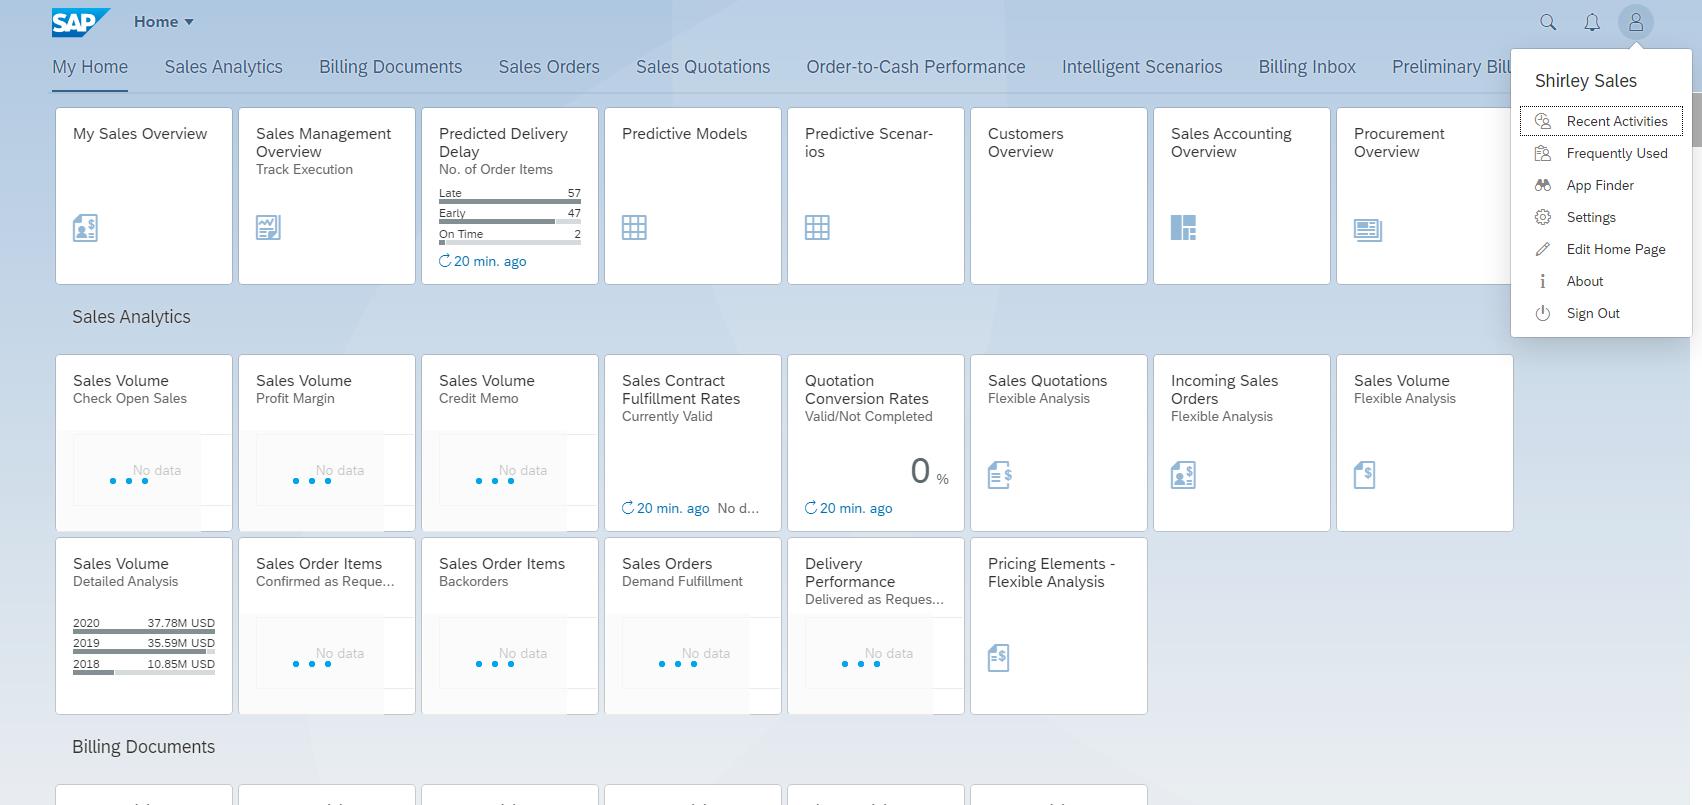 SAP
Home
My Home
Sales Analytics
Billing Documents
Sales Orders
Sales Quotations
Order-to-Cash Performance
Intelligent Scenarios
Billing Inbox
Preliminary Bill
Shirley Sales
Recent Activities
Frequently Used
App Finder
Settings
Edit Home Page
About
Sign Out
My Sales Overview
Sales Management
Overview
Track Execution
Predicted Delivery
Delay
No. of Order Items
Late 57
Early 47
On Time 2
20 min. ago
Predictive Models
Predictive Scenar-
ios
Customers
Overview
Sales Accounting
Overview
Procurement
Overview
Sales Analytics
Sales Volume
Check Open Sales
No data
Sales Volume
Profit Margin
No data
Sales Volume
Credit Memo
No data
Sales Contract
Fulfillment Rates
Currently Valid
20 min. ago No d...
Quotation
Conversion Rates
Valid/Not Completed
0 %
20 min. ago
Sales Quotations
Flexible Analysis
Incoming Sales
Orders
Flexible Analysis
Sales Volume
Flexible Analysis
Sales Volume
Detailed Analysis
2020 37.78M USD
2019 35.59M USD
2018 10.85M USD
Sales Order Items
Confirmed as Reque...
No data
Sales Order Items
Backorders
No data
Sales Orders
Demand Fulfillment
No data
Delivery
Performance
Delivered as Reques...
No data
Pricing Elements -
Flexible Analysis
Billing Documents